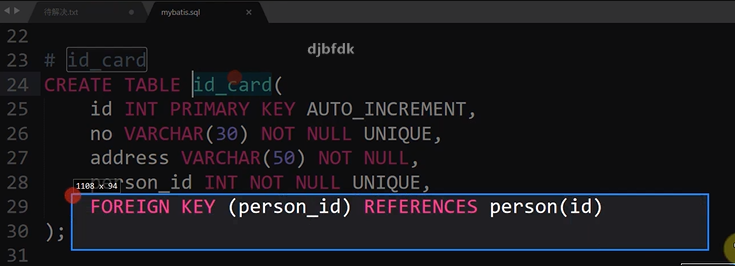 待解决.txt
mybatis.sql
22
djbfdk
23 # id_card
24 CREATE TABLE id_card(
25 id INT PRIMARY KEY AUTO_INCREMENT,
26 no VARCHAR(30) NOT NULL UNIQUE,
27 address VARCHAR(50) NOT NULL,
28 person_id INT NOT NULL UNIQUE,
1108 x 94
29 FOREIGN KEY (person_id) REFERENCES person(id)
30 );
31